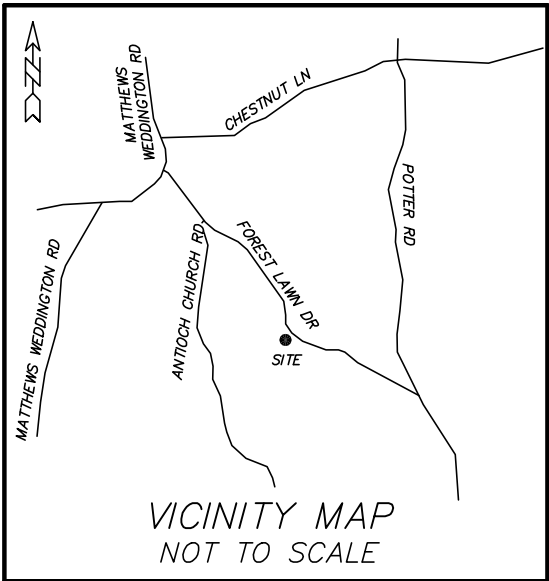 N
MATTHEWS
WEDDINGTON RD
CHESTNUT LN
POTTER RD
FOREST LAWN DR
ANTIOCH CHURCH RD.
MATTHEWS WEDDINGTON RD
SITE
VICINITY MAP
NOT TO SCALE